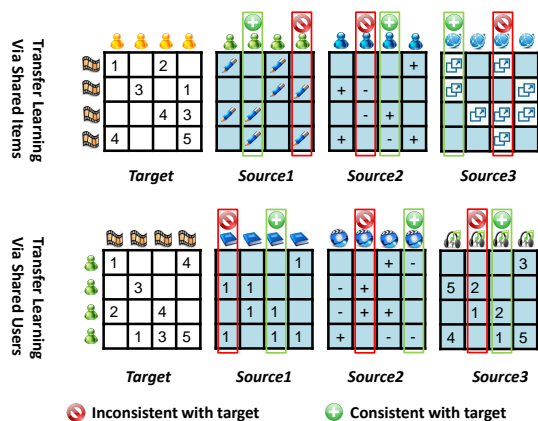 Transfer Learning
Via Shared Items
1 2 +
3 1 + -
4 3 - +
4 5 + - +
Target Source1 Source2 Source3
Transfer Learning
Via Shared Users
1 4 1 + - 3
3 1 1 - + 5 2
2 4 1 1 - + + 1 2
1 3 5 1 1 1 + - - 4 1 5
Target Source1 Source2 Source3
Inconsistent with target Consistent with target